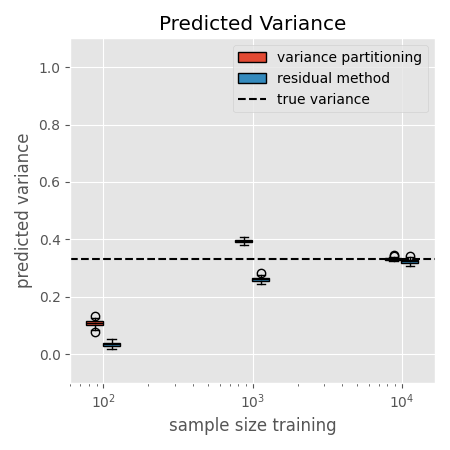 Predicted Variance
variance partitioning
residual method
true variance
predicted variance
1.0
0.8
0.6
0.4
0.2
0.0
10²
10³
10⁴
sample size training